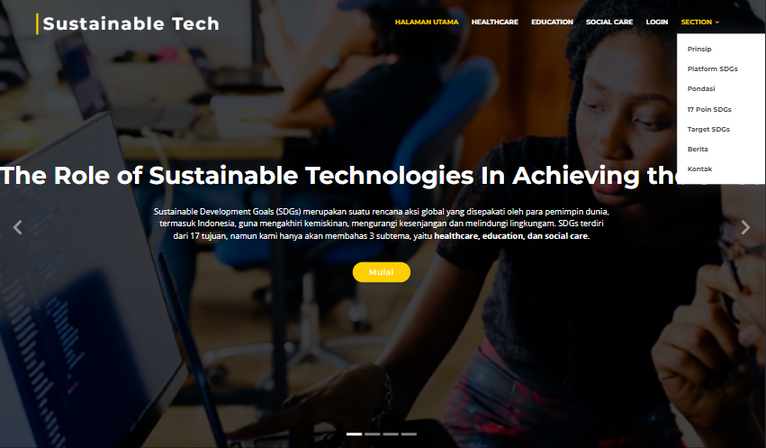 Sustainable Tech
HALAMAN UTAMA HEALTHCARE EDUCATION SOCIAL CARE LOGIN SECTION
Prinsip
Platform SDGs
Pondasi
17 Poin SDGs
Target SDGs
Berita
Kontak
The Role of Sustainable Technologies In Achieving the
Sustainable Development Goals (SDGs) merupakan suatu rencana aksi global yang disepakati oleh para pemimpin dunia,
termasuk Indonesia, guna mengakhiri kemiskinan, mengurangi kesenjangan dan melindungi lingkungan. SDGs terdiri
dari 17 tujuan, namun kami hanya akan membahas 3 subtema, yaitu healthcare, education, dan social care.
Mulai